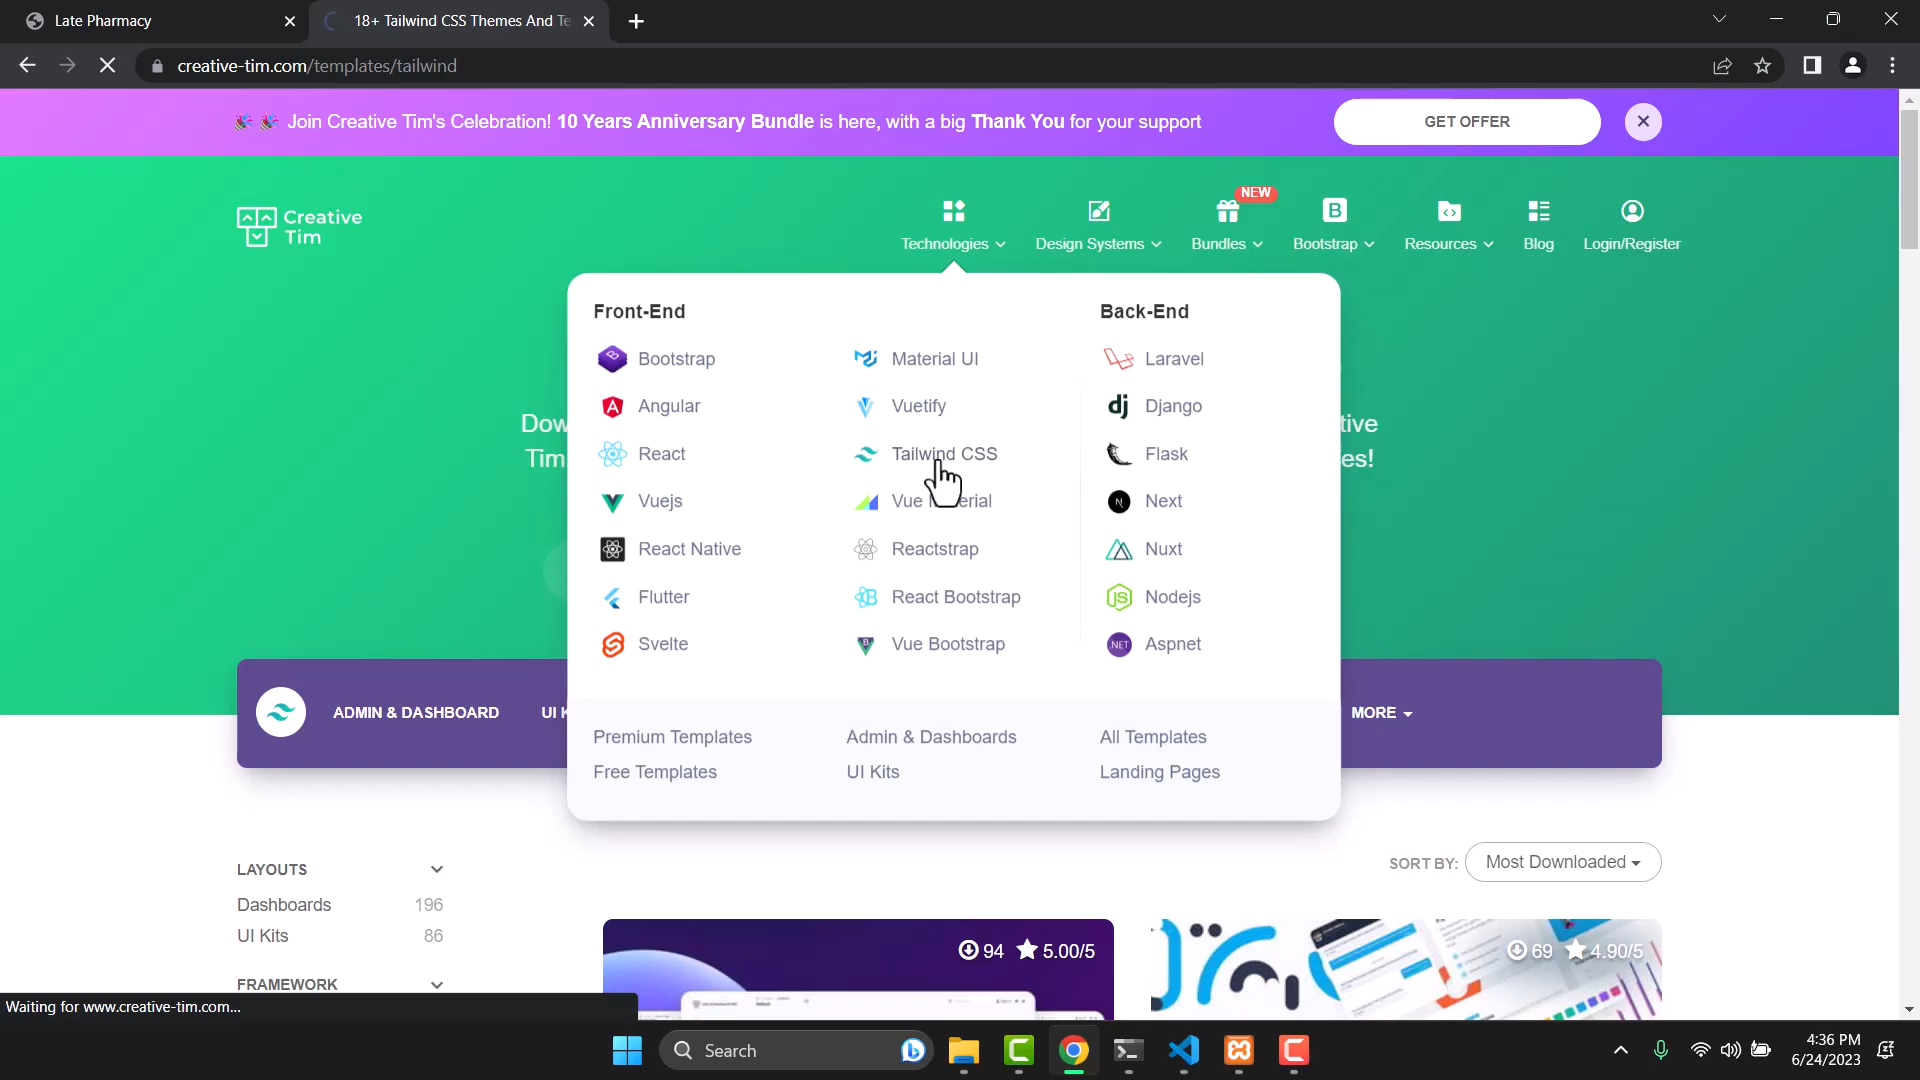 Late Pharmacy
18+ Tailwind CSS Themes And Te
creative-tim.com/templates/tailwind
Join Creative Tim's Celebration! 10 Years Anniversary Bundle is here, with a big Thank You for your support
GET OFFER
NEW
Creative
Tim
Technologies
Design Systems
Bundles
Bootstrap
Resources
Blog
Login/Register
Front-End
Back-End
Bootstrap
Material UI
Laravel
Angular
Vuetify
Django
React
Tailwind CSS
Flask
Vuejs
Vue
Next
React Native
Reactstrap
Nuxt
Flutter
React Bootstrap
Nodejs
Svelte
Vue Bootstrap
Aspnet
Dow
tive
Tim
es!
ADMIN & DASHBOARD
UI K
MORE
Premium Templates
Admin & Dashboards
All Templates
Free Templates
UI Kits
Landing Pages
LAYOUTS
SORT BY:
Most Downloaded
Dashboards 196
UI Kits 86
94 5.00/5
69 4.90/5
FRAMEWORK
Waiting for www.creative-tim.com...
Search
4:36 PM
6/24/2023